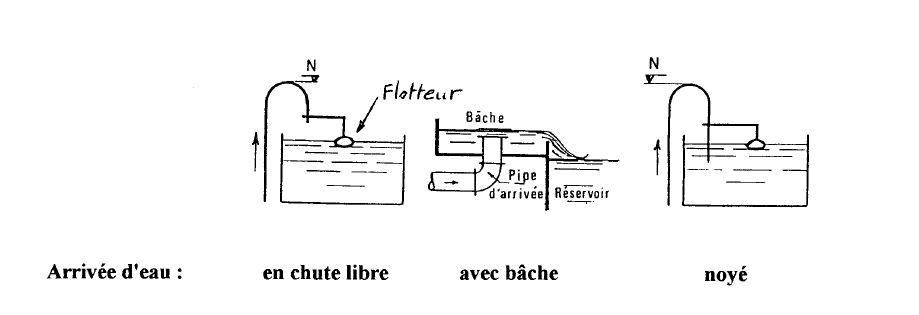 N
Flotteur
Bâche
Pipe
d'arrivée
Réservoir
N
Arrivée d'eau : en chute libre avec bâche noyé